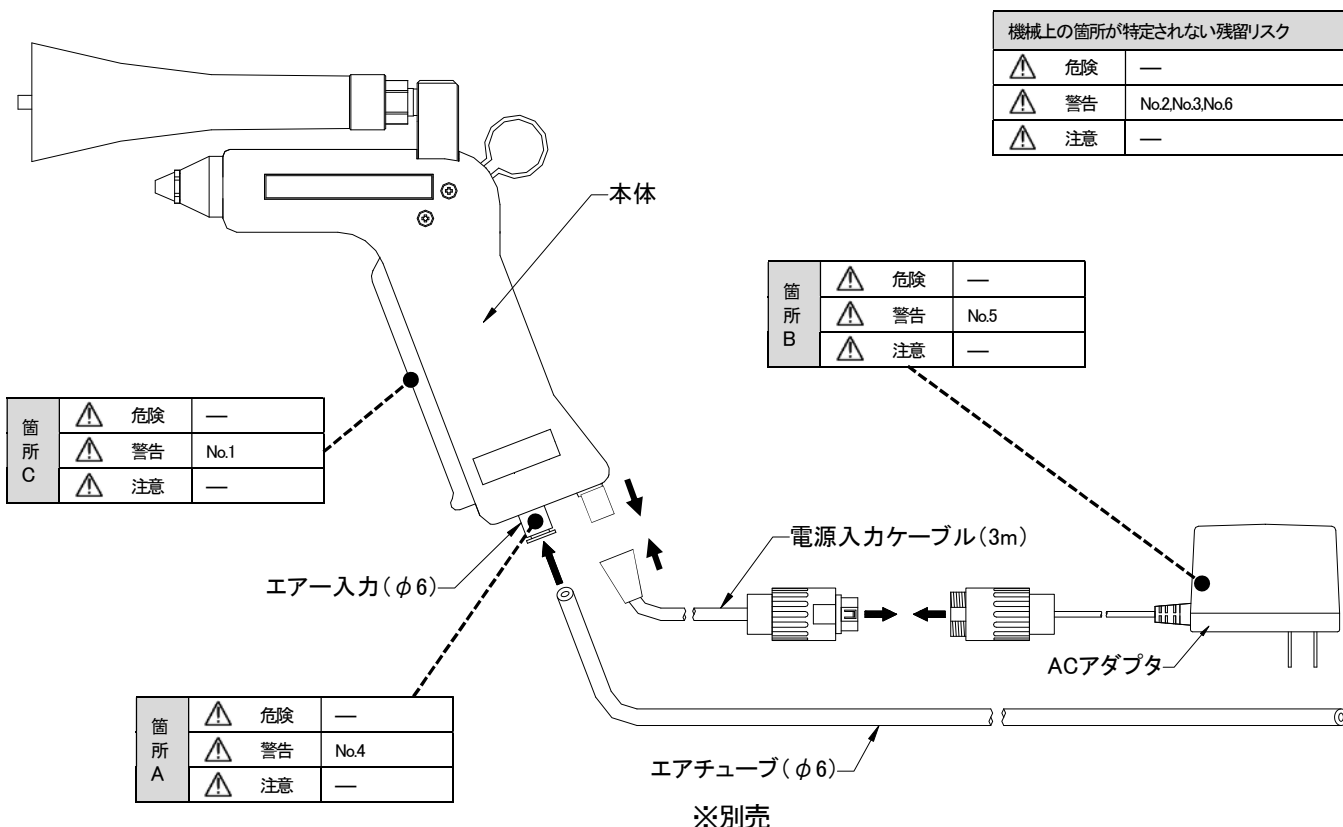 機械上の箇所が特定されない残留リスク
危険 —
警告 No.2,No.3,No.6
注意 —
本体
箇所B
危険 —
警告 No.5
注意 —
箇所C
危険 —
警告 No.1
注意 —
電源入力ケーブル(3m)
エアー入力(φ6)
ACアダプタ
箇所A
危険 —
警告 No.4
注意 —
エアチューブ(φ6)
※別売